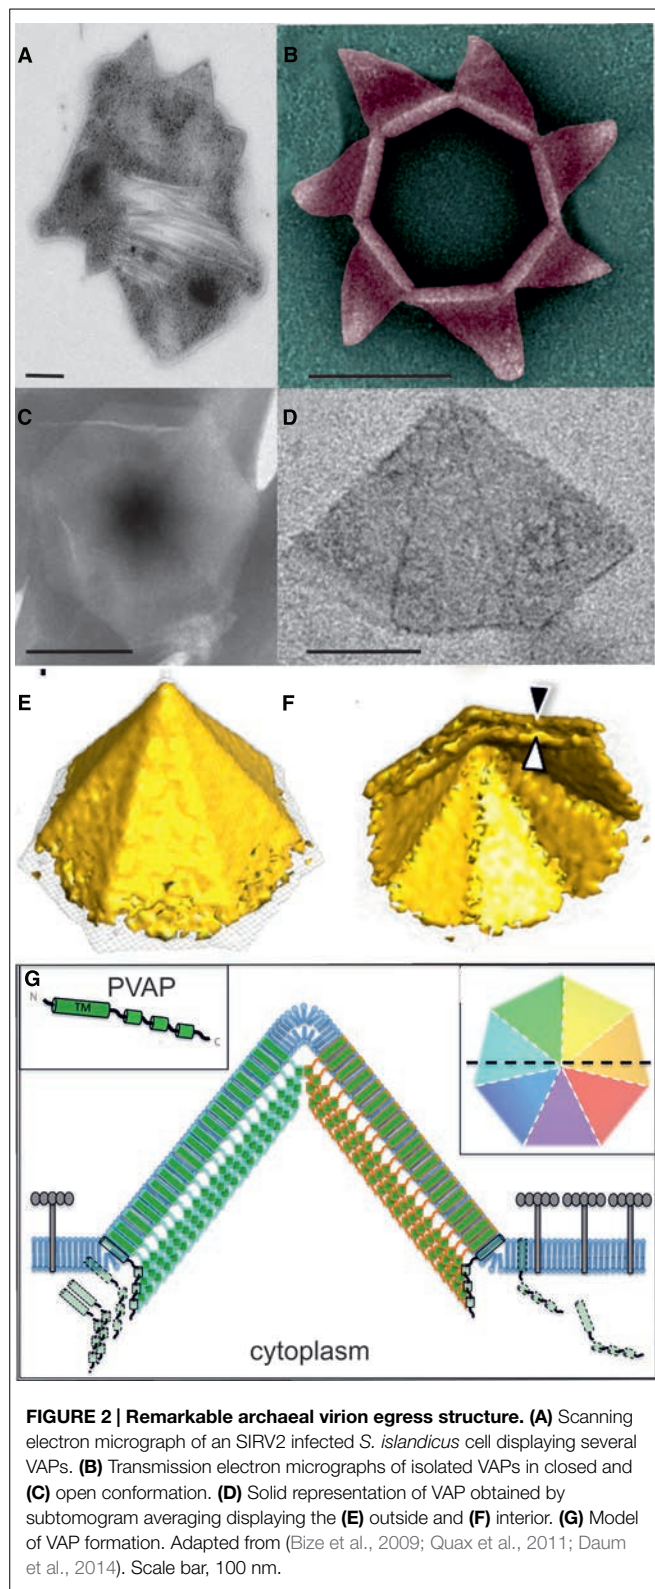 A
B
C
D
E
F
G
PVAP
N
TM
C
cytoplasm
FIGURE 2 | Remarkable archaeal virion egress structure. (A) Scanning
electron micrograph of an SIRV2 infected S. islandicus cell displaying several
VAPs. (B) Transmission electron micrographs of isolated VAPs in closed and
(C) open conformation. (D) Solid representation of VAP obtained by
subtomogram averaging displaying the (E) outside and (F) interior. (G) Model
of VAP formation. Adapted from (Bize et al., 2009; Quax et al., 2011; Daum
et al., 2014). Scale bar, 100 nm.